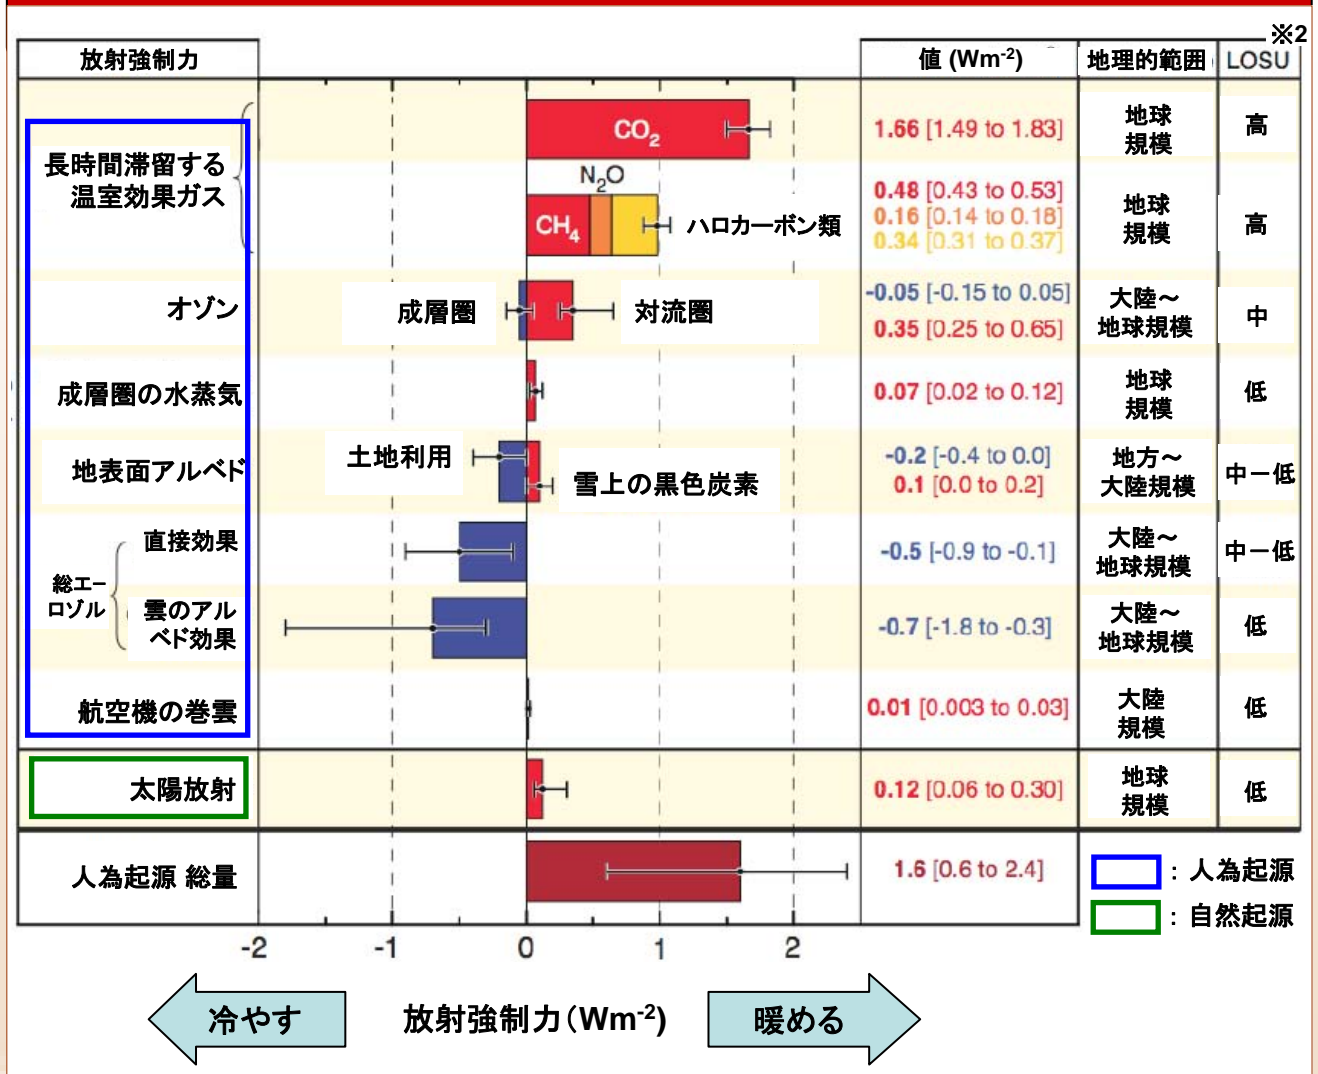 ※2
放射強制力
値 (Wm-2)
地理的範囲
LOSU
長時間滞留する
温室効果ガス
CO2
1.66 [1.49 to 1.83]
地球
規模
高
N2O
CH4
ハロカーボン類
0.48 [0.43 to 0.53]
0.16 [0.14 to 0.18]
0.34 [0.31 to 0.37]
地球
規模
高
オゾン
成層圏
対流圏
-0.05 [-0.15 to 0.05]
0.35 [0.25 to 0.65]
大陸～
地球規模
中
成層圏の水蒸気
0.07 [0.02 to 0.12]
地球
規模
低
地表面アルベド
土地利用
雪上の黒色炭素
-0.2 [-0.4 to 0.0]
0.1 [0.0 to 0.2]
地方～
大陸規模
中－低
総エー
ロゾル
直接効果
-0.5 [-0.9 to -0.1]
大陸～
地球規模
中－低
雲のアル
ベド効果
-0.7 [-1.8 to -0.3]
大陸～
地球規模
低
航空機の巻雲
0.01 [0.003 to 0.03]
大陸
規模
低
太陽放射
0.12 [0.06 to 0.30]
地球
規模
低
人為起源 総量
1.6 [0.6 to 2.4]
：人為起源
：自然起源
-2 -1 0 1 2
冷やす
放射強制力（Wm-2)
暖める